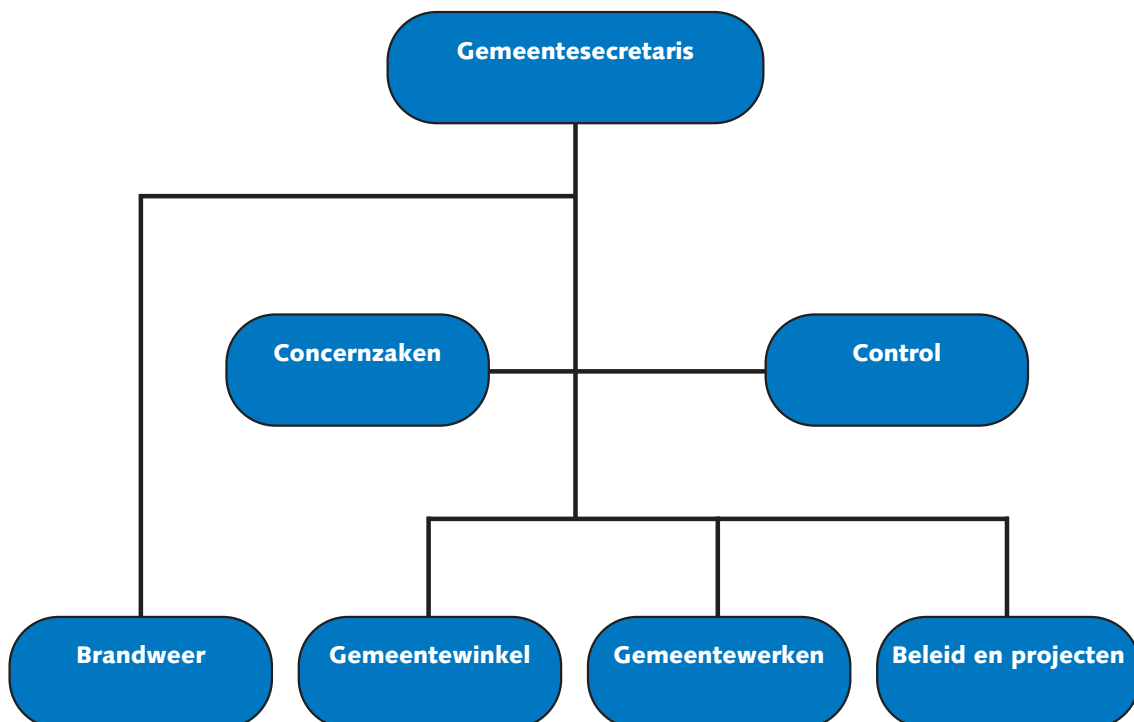 Gemeentesecretaris
Concernzaken
Control
Brandweer
Gemeentewinkel
Gemeentewerken
Beleid en projecten